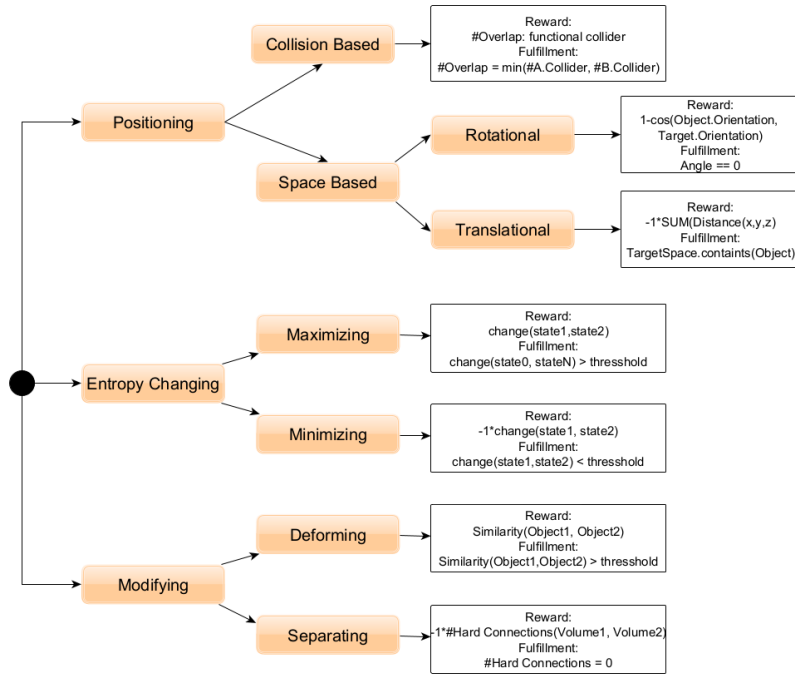 Collision Based
Reward:
#Overlap: functional collider
Fulfillment:
#Overlap = min(#A.Collider, #B.Collider)
Positioning
Rotational
Reward:
1-cos(Object.Orientation,
Target.Orientation)
Fulfillment:
Angle == 0
Space Based
Translational
Reward:
-1*SUM(Distance(x,y,z)
Fulfillment:
TargetSpace.containts(Object)
Maximizing
Reward:
change(state1,state2)
Fulfillment:
change(state0, stateN) > thresshold
Entropy Changing
Minimizing
Reward:
-1*change(state1, state2)
Fulfillment:
change(state1,state2) < thresshold
Deforming
Reward:
Similarity(Object1, Object2)
Fulfillment:
Similarity(Object1,Object2) > thresshold
Modifying
Separating
Reward:
-1*#Hard Connections(Volume1, Volume2)
Fulfillment:
#Hard Connections = 0